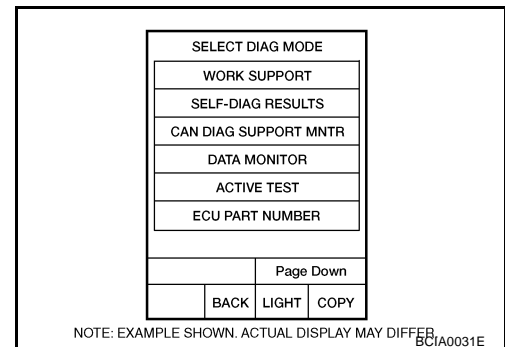 SELECT DIAG MODE
WORK SUPPORT
SELF-DIAG RESULTS
CAN DIAG SUPPORT MNTR
DATA MONITOR
ACTIVE TEST
ECU PART NUMBER
Page Down
BACK LIGHT COPY
NOTE: EXAMPLE SHOWN. ACTUAL DISPLAY MAY DIFFER.
BCIA0031E